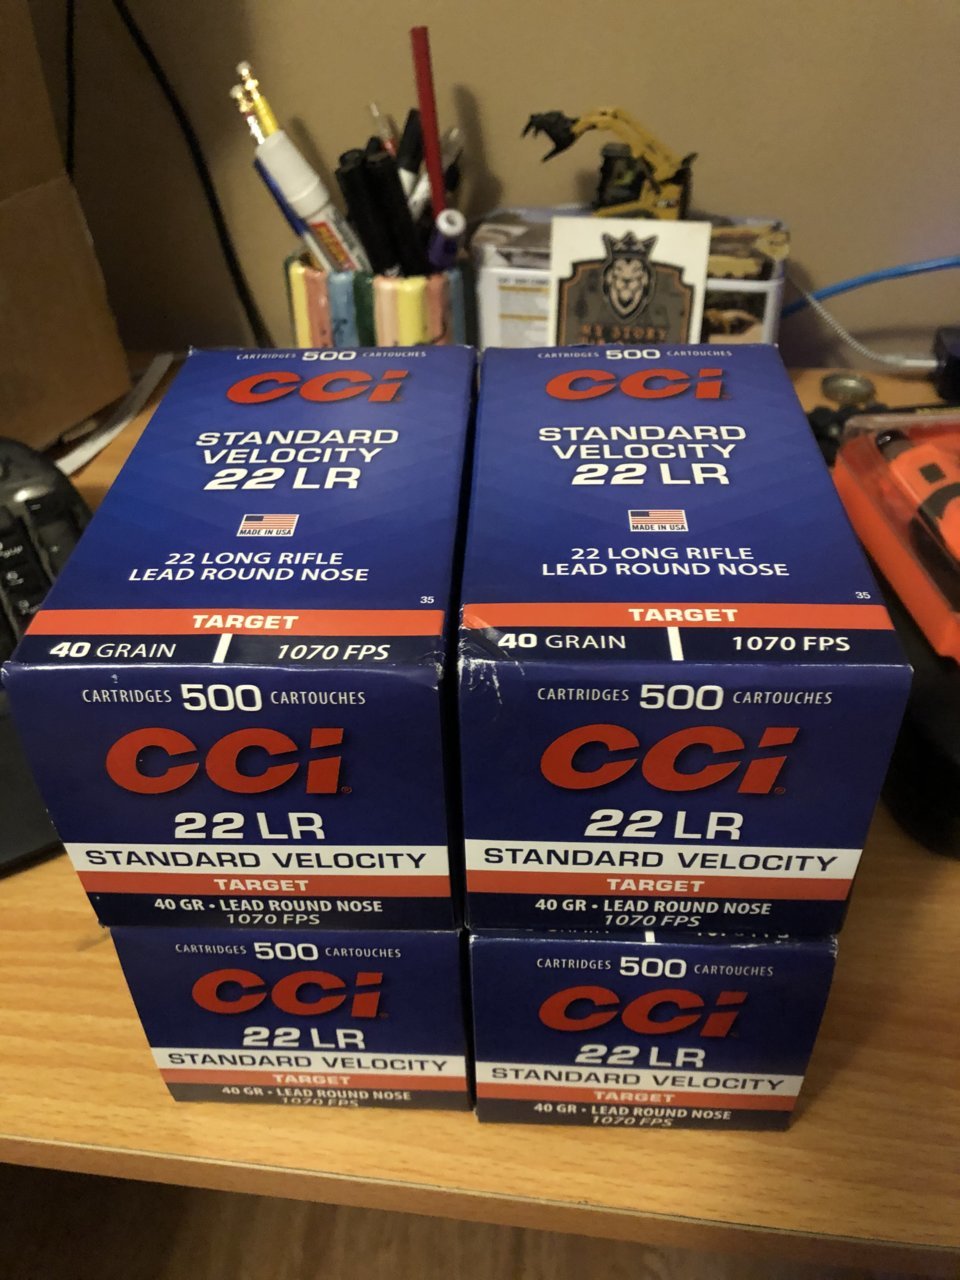 MY STORY
CARTRIDGES 500 CARTOUCHES
CCi
STANDARD
VELOCITY
22 LR
MADE IN USA
22 LONG RIFLE
LEAD ROUND NOSE
35
TARGET
40 GRAIN 1070 FPS
CARTRIDGES 500 CARTOUCHES
CCi
STANDARD
VELOCITY
22 LR
MADE IN USA
22 LONG RIFLE
LEAD ROUND NOSE
35
TARGET
40 GRAIN 1070 FPS
CARTRIDGES 500 CARTOUCHES
CCi
22 LR
STANDARD VELOCITY
TARGET
40 GR • LEAD ROUND NOSE
1070 FPS
CARTRIDGES 500 CARTOUCHES
CCi
22 LR
STANDARD VELOCITY
TARGET
40 GR • LEAD ROUND NOSE
1070 FPS
CARTRIDGES 500 CARTOUCHES
CCi
22 LR
STANDARD VELOCITY
TARGET
40 GR • LEAD ROUND NOSE
1070 FPS
CARTRIDGES 500 CARTOUCHES
CCi
22 LR
STANDARD VELOCITY
TARGET
40 GR • LEAD ROUND NOSE
1070 FPS